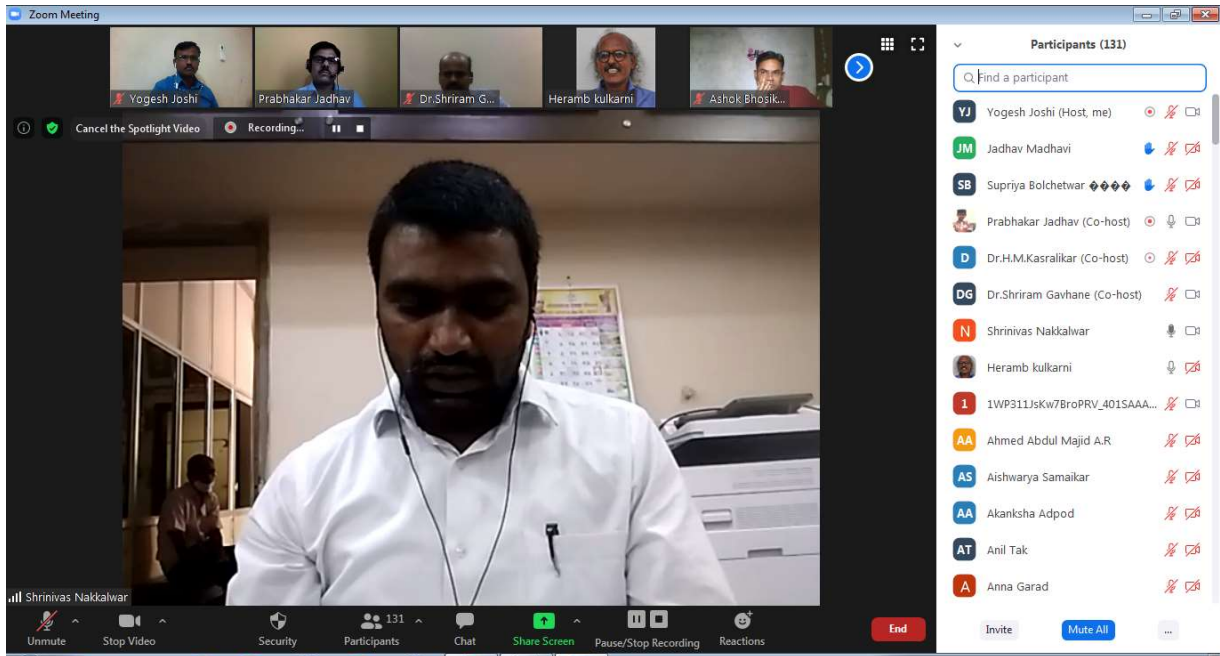 Zoom Meeting
Yogesh Joshi
Prabhakar Jadhav
Dr.Shriram G...
Heramb kulkarni
Ashok Bhosik...
Cancel the Spotlight Video
Recording...
Shrinivas Nakkalwar
Unmute
Stop Video
Security
131
Participants
Chat
Share Screen
Pause/Stop Recording
Reactions
End
Participants (131)
Find a participant
YJ Yogesh Joshi (Host, me)
JM Jadhav Madhavi
SB Supriya Bolchetwar ����
Prabhakar Jadhav (Co-host)
D Dr.H.M.Kasralikar (Co-host)
DG Dr.Shriram Gavhane (Co-host)
N Shrinivas Nakkalwar
Heramb kulkarni
1 1WP311JsKw7BroPRV_401SAAA...
AA Ahmed Abdul Majid A.R
AS Aishwarya Samaikar
AA Akanksha Adpod
AT Anil Tak
A Anna Garad
Invite
Mute All
...